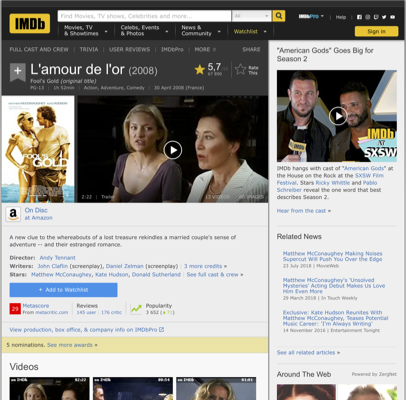 IMDb
Find Movies, TV shows, Celebrities and more...
All
IMDbPro
Help
Movies, TV & Showtimes
Celebs, Events & Photos
News & Community
Watchlist
Sign in
FULL CAST AND CREW | TRIVIA | USER REVIEWS | IMDbPro | MORE
SHARE
L'amour de l'or (2008)
Fool's Gold (original title)
PG-13 | 1h 52min | Action, Adventure, Comedy | 30 April 2008 (France)
5,7
Rate This
FOOL'S GOLD
2:22
On Disc
at Amazon
A new clue to the whereabouts of a lost treasure rekindles a married couple's sense of
adventure -- and their estranged romance.
Director: Andy Tennant
Writers: John Claflin (screenplay), Daniel Zelman (screenplay) | 3 more credits »
Stars: Matthew McConaughey, Kate Hudson, Donald Sutherland | See full cast & crew »
+ Add to Watchlist
29
Metascore
From metacritic.com
Reviews
145 user | 176 critic
Popularity
3 652
View production, box office, & company info on IMDbPro
5 nominations. See more awards »
Videos
"American Gods" Goes Big for
Season 2
IMDb
AT
SXSW
IMDb hangs with cast of "American Gods" at
the House on the Rock at the SXSW Film
Festival. Stars Ricky Whittle and Pablo
Schreiber reveal the one word that best
describes Season 2.
Hear from the cast »
Related News
Matthew McConaughey Making Noises
Supercut Will Push You Over the Edge
23 July 2018 | MovieWeb
Matthew McConaughey's 'Unsolved
Mysteries' Acting Debut Makes Us Love
Him Even More
29 March 2018 | In Touch Weekly
Exclusive: Kate Hudson Reunites With
Matthew McConaughey, Teases Potential
Music Career: 'I'm Always Writing'
14 November 2016 | Entertainment Tonight
See all related articles »
Around The Web
Powered by ZergNet